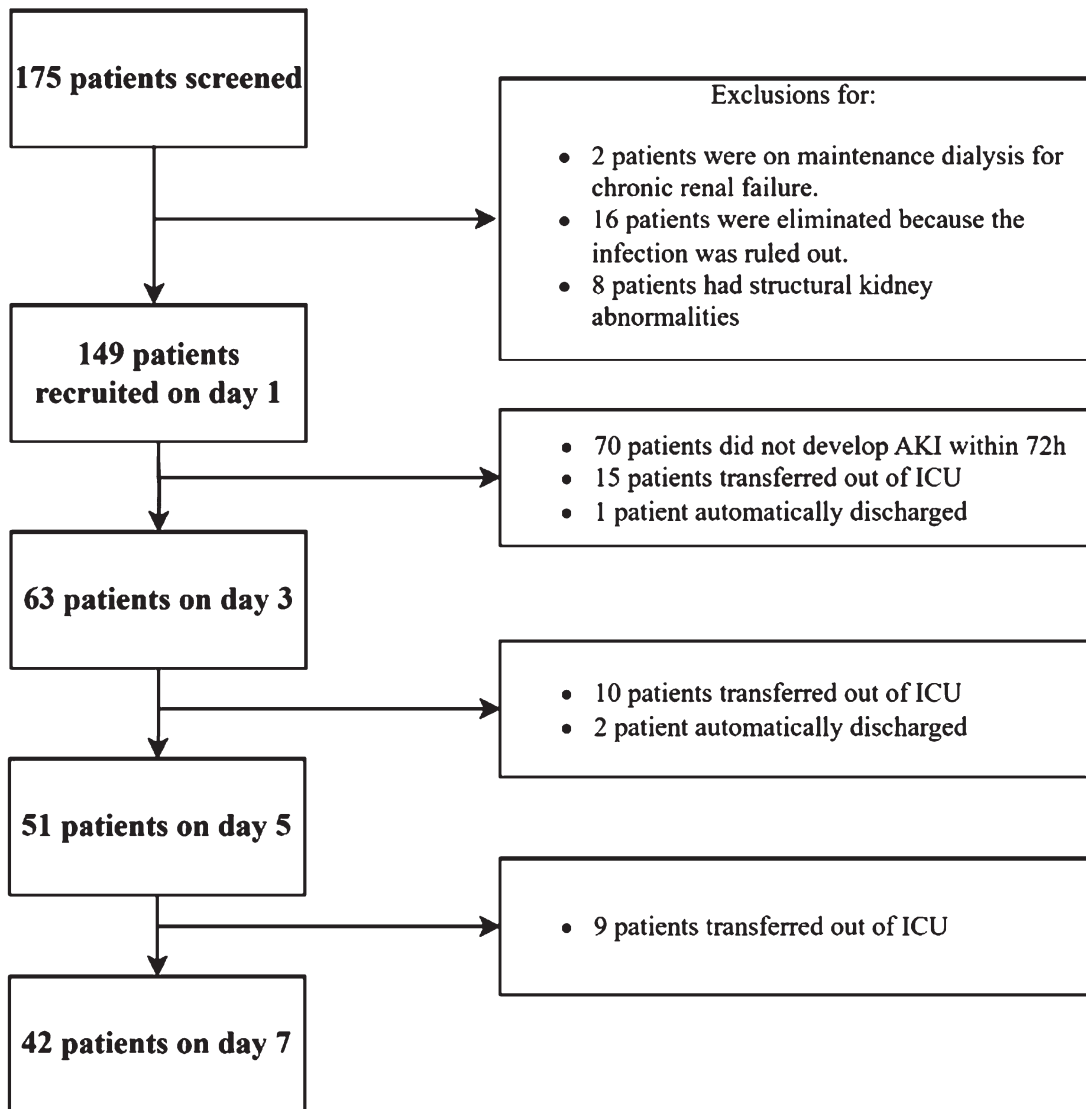 175 patients screened
Exclusions for:
• 2 patients were on maintenance dialysis for
chronic renal failure.
• 16 patients were eliminated because the
infection was ruled out.
• 8 patients had structural kidney
abnormalities
149 patients
recruited on day 1
• 70 patients did not develop AKI within 72h
• 15 patients transferred out of ICU
• 1 patient automatically discharged
63 patients on day 3
• 10 patients transferred out of ICU
• 2 patient automatically discharged
51 patients on day 5
• 9 patients transferred out of ICU
42 patients on day 7